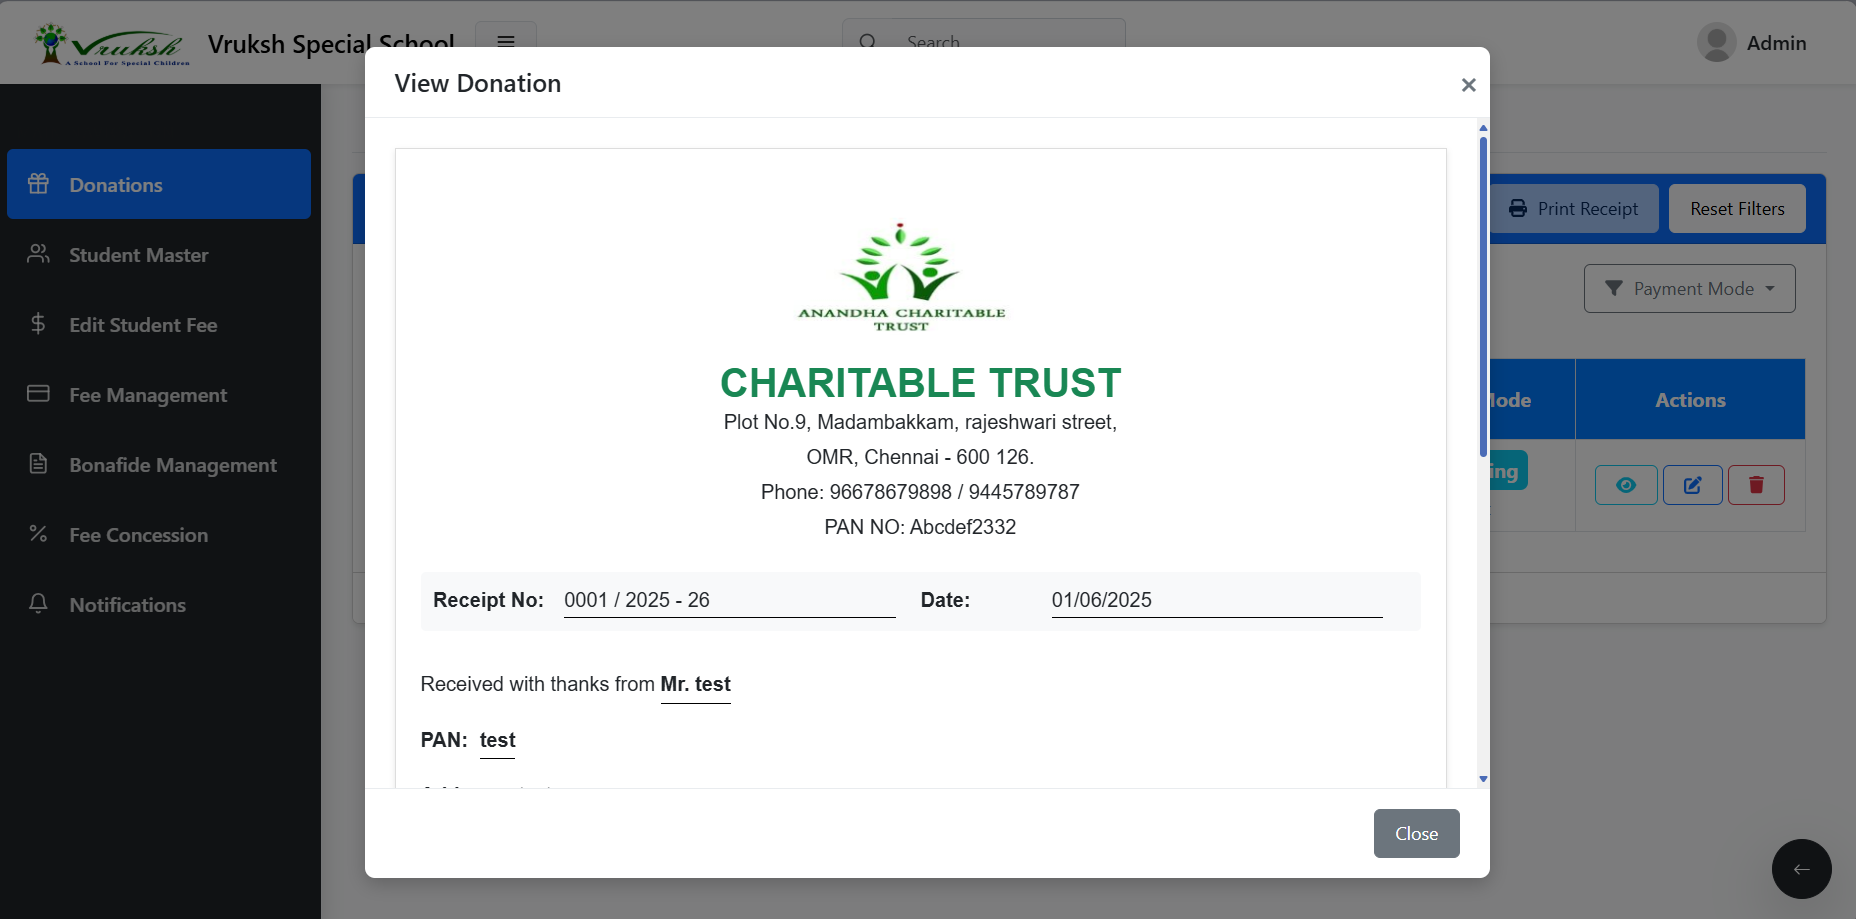 Vruksh
A School For Special Children
Vruksh Special School
Search
Admin
View Donation
×
Donations
Student Master
Edit Student Fee
Fee Management
Bonafide Management
Fee Concession
Notifications
Print Receipt
Reset Filters
Payment Mode
Mode
Actions
ing
ANANDHA CHARITABLE
TRUST
CHARITABLE TRUST
Plot No.9, Madambakkam, rajeshwari street,
OMR, Chennai - 600 126.
Phone: 96678679898 / 9445789787
PAN NO: Abcdef2332
Receipt No: 0001 / 2025 - 26 Date: 01/06/2025
Received with thanks from Mr. test
PAN: test
Close